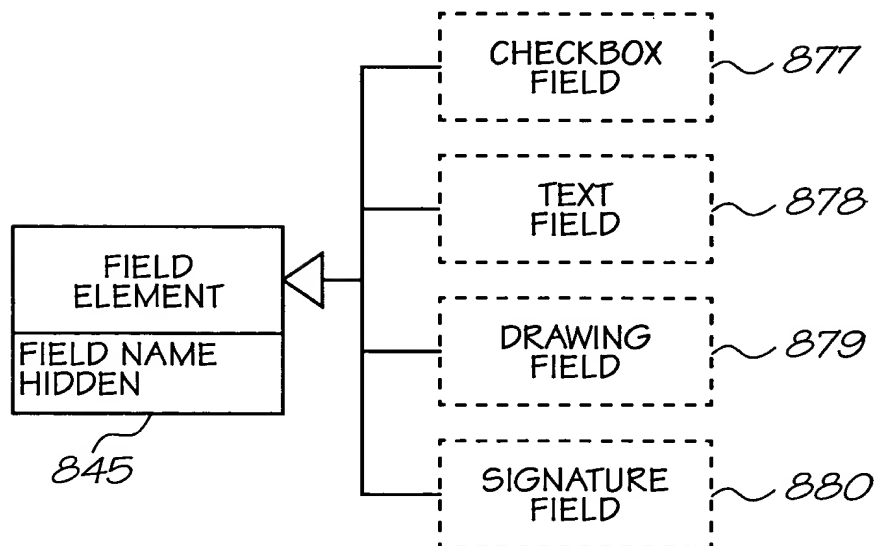 CHECKBOX
FIELD
877
TEXT
FIELD
878
FIELD
ELEMENT
FIELD NAME
HIDDEN
845
DRAWING
FIELD
879
SIGNATURE
FIELD
880